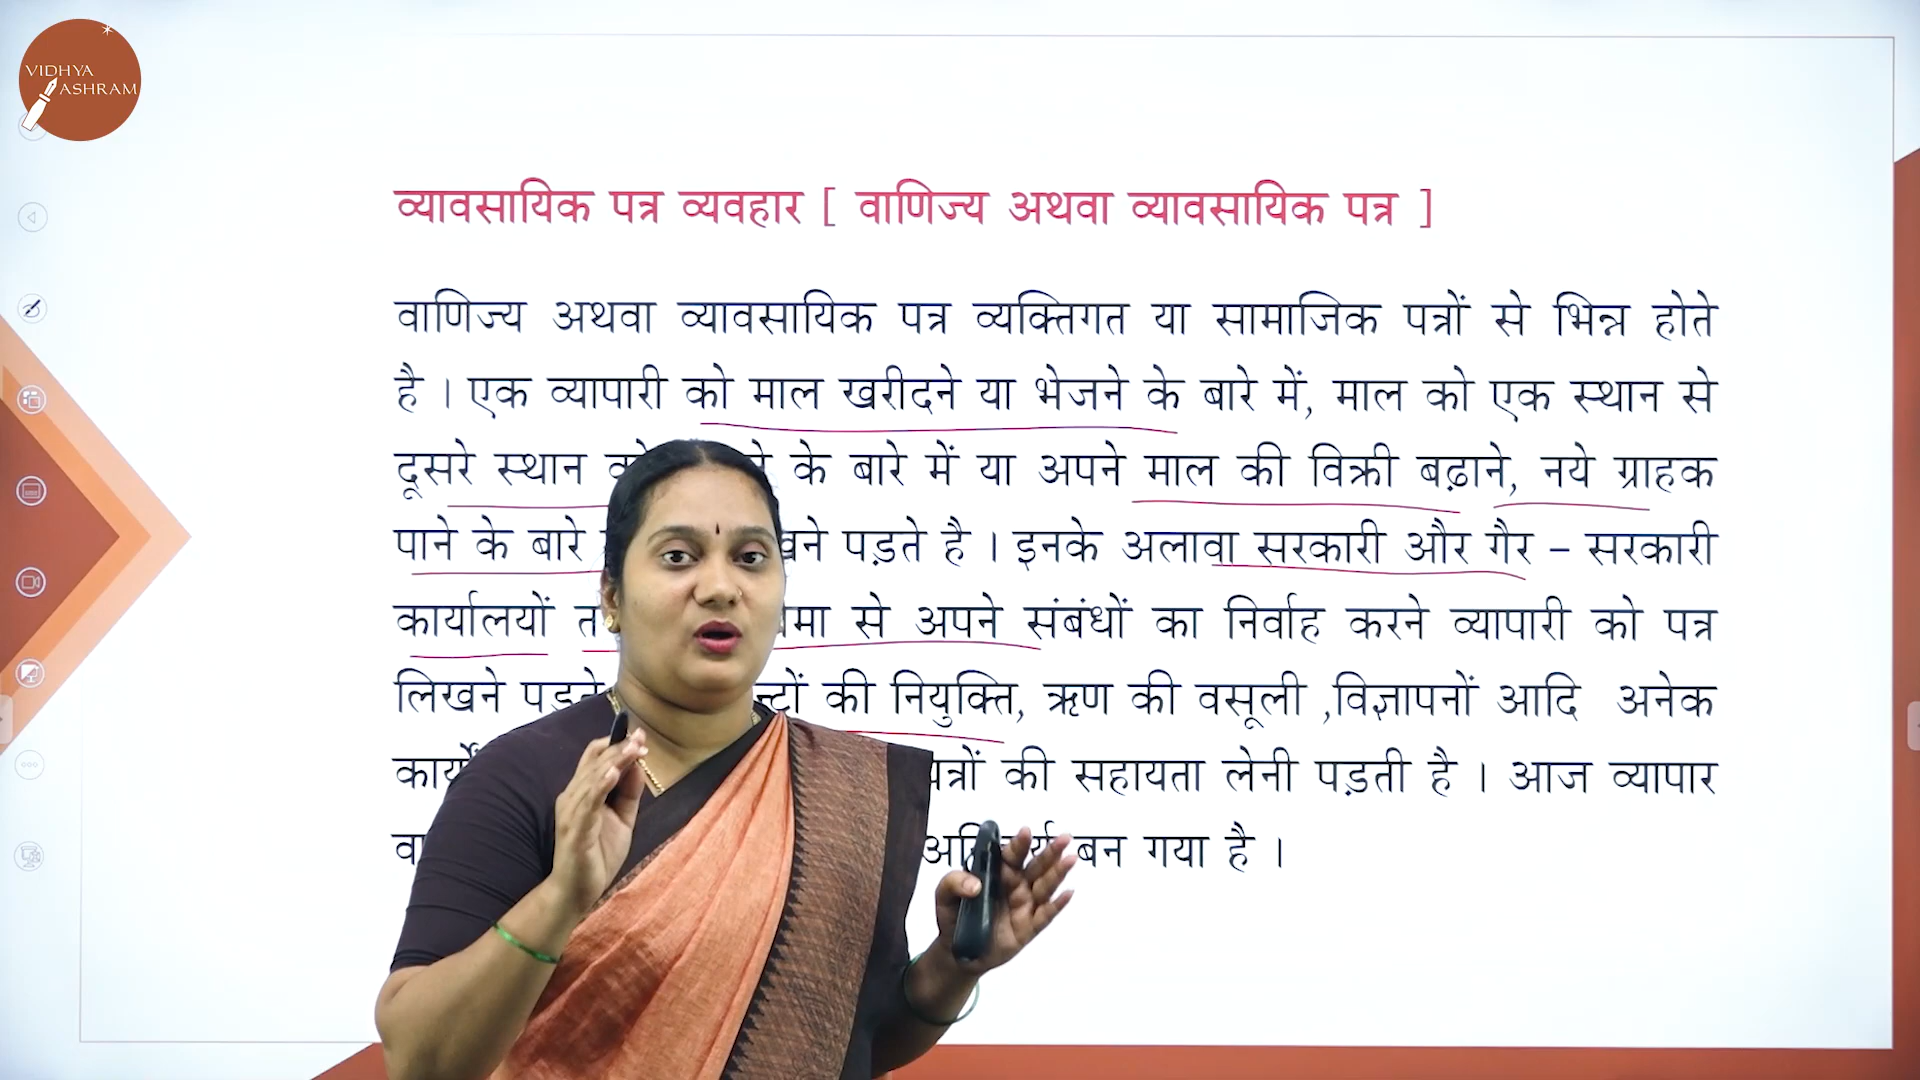 VIDHYA
ASHRAM
व्यावसायिक पत्र व्यवहार [ वाणिज्य अथवा व्यावसायिक पत्र ]
वाणिज्य अथवा व्यावसायिक पत्र व्यक्तिगत या सामाजिक पत्रों से भिन्न होते
है । एक व्यापारी को माल खरीदने या भेजने के बारे में, माल को एक स्थान से
दूसरे स्थान के बारे में या अपने माल की विक्री बढ़ाने, नये ग्राहक
पाने के बारे पड़ते है । इनके अलावा सरकारी और गैर – सरकारी
कार्यालयों से अपने संबंधों का निर्वाह करने व्यापारी को पत्र
लिखने की नियुक्ति, ऋण की वसूली ,विज्ञापनों आदि अनेक
पत्रों की सहायता लेनी पड़ती है । आज व्यापार
बन गया है ।